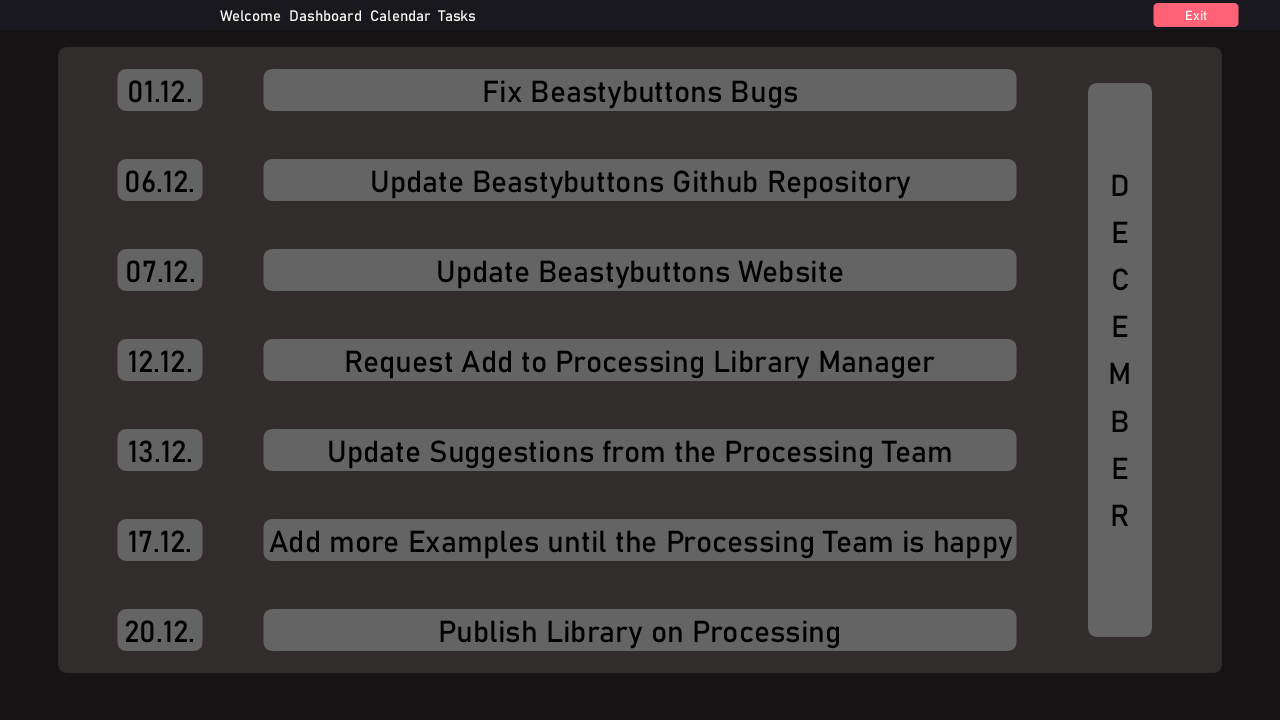 Welcome Dashboard Calendar Tasks Exit
01.12. Fix Beastybuttons Bugs
06.12. Update Beastybuttons Github Repository
07.12. Update Beastybuttons Website
12.12. Request Add to Processing Library Manager
13.12. Update Suggestions from the Processing Team
17.12. Add more Examples until the Processing Team is happy
20.12. Publish Library on Processing
D
E
C
E
M
B
E
R